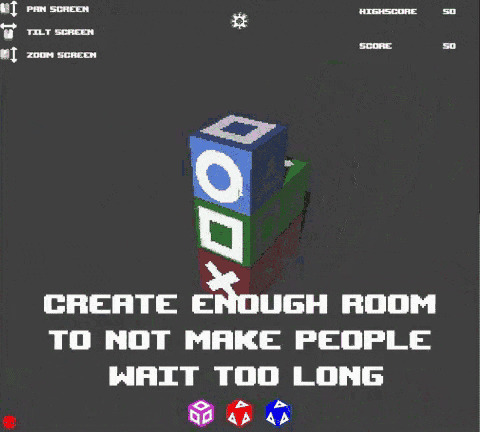 PAN SCREEN
TILT SCREEN
ZOOM SCREEN
HIGHSCORE 50
SCORE 50
CREATE ENOUGH ROOM
TO NOT MAKE PEOPLE
WAIT TOO LONG